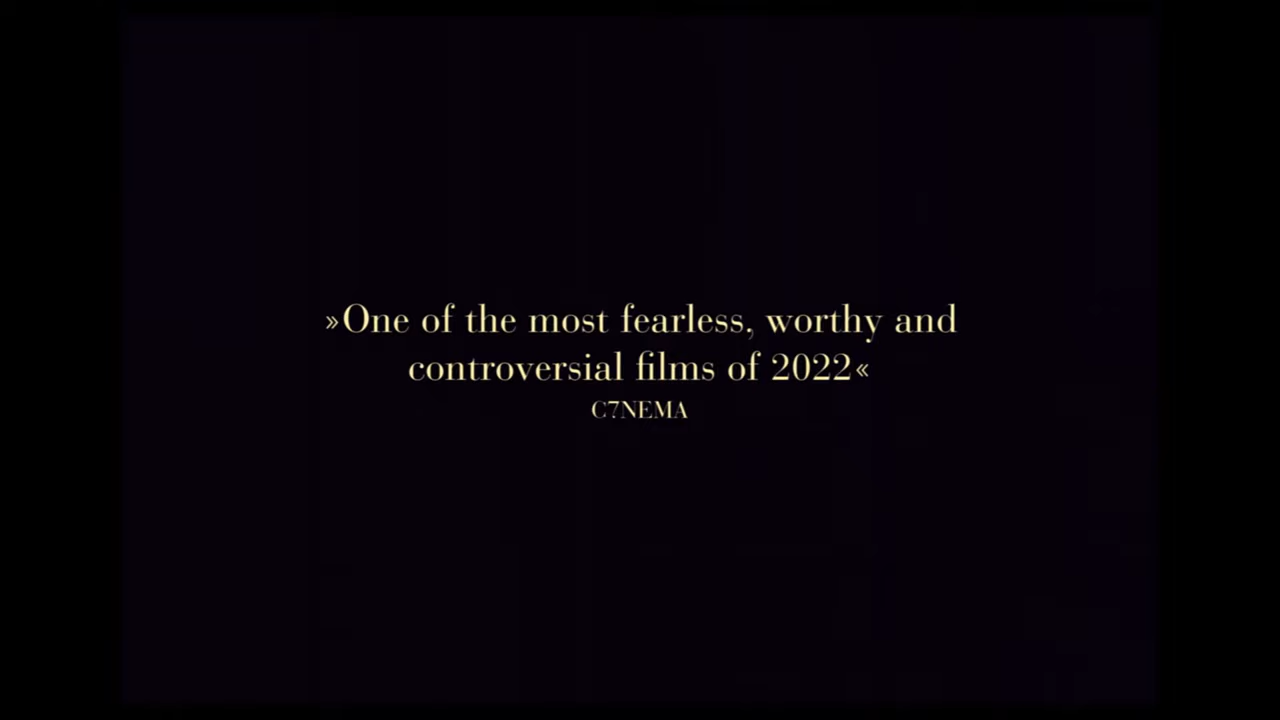 »One of the most fearless, worthy and
controversial films of 2022«
C7NEMA